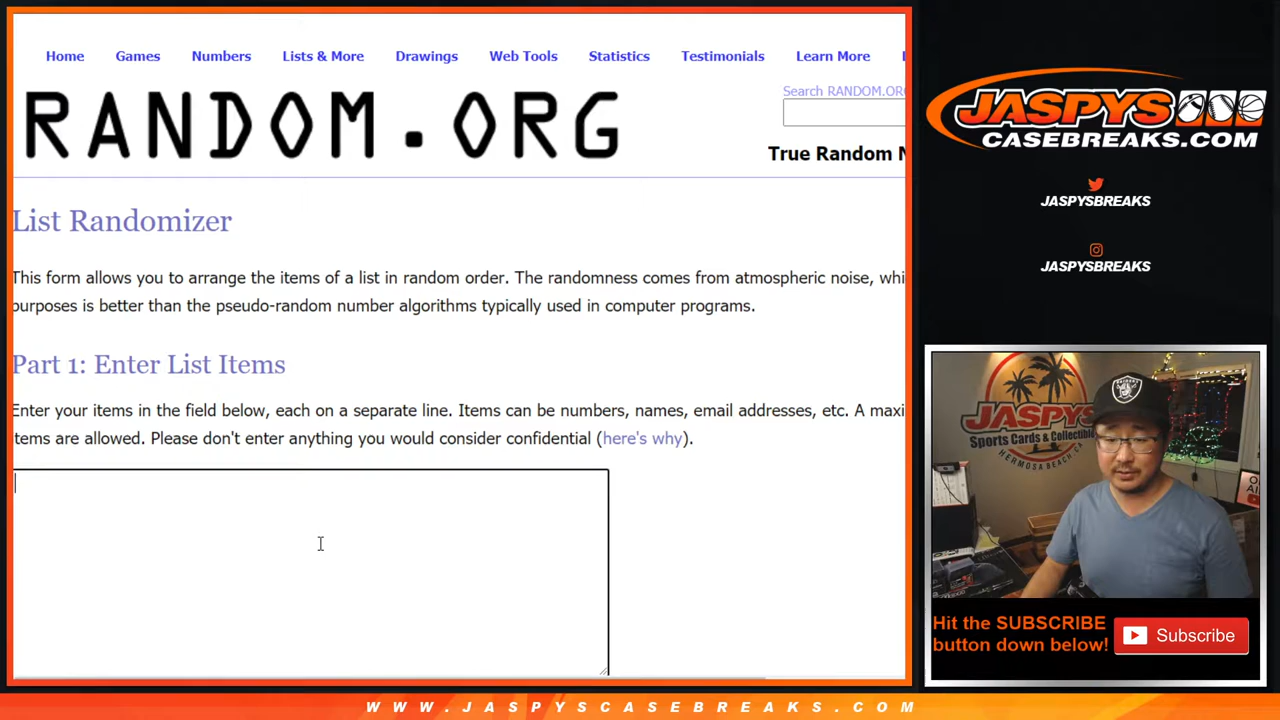 Home Games Numbers Lists & More Drawings Web Tools Statistics Testimonials Learn More
Search RANDOM.ORG
RANDOM.ORG
True Random
List Randomizer
This form allows you to arrange the items of a list in random order. The randomness comes from atmospheric noise,
purposes is better than the pseudo-random number algorithms typically used in computer programs.
Part 1: Enter List Items
Enter your items in the field below, each on a separate line. Items can be numbers, names, email addresses, etc. A
items are allowed. Please don't enter anything you would consider confidential (here's why).
JASPYS
CASEBREAKS.COM
JASPYSBREAKS
JASPYSBREAKS
RAIDERS
JASPYS
Sports Cards & Collectibles
HERMOSA BEACH, CA
Hit the SUBSCRIBE
button down below!
Subscribe
WWW.JASPYSCASEBREAKS.COM